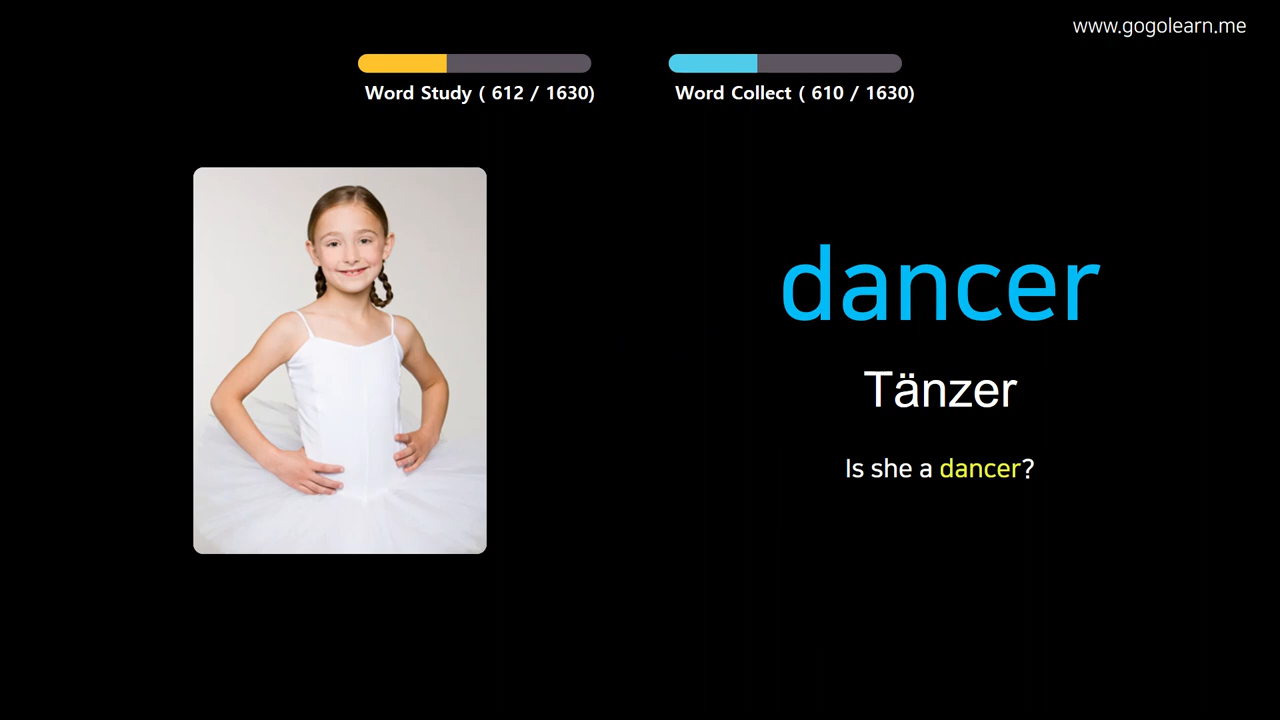 www.gogolearn.me
Word Study ( 612 / 1630)
Word Collect ( 610 / 1630)
dancer
Tänzer
Is she a dancer?